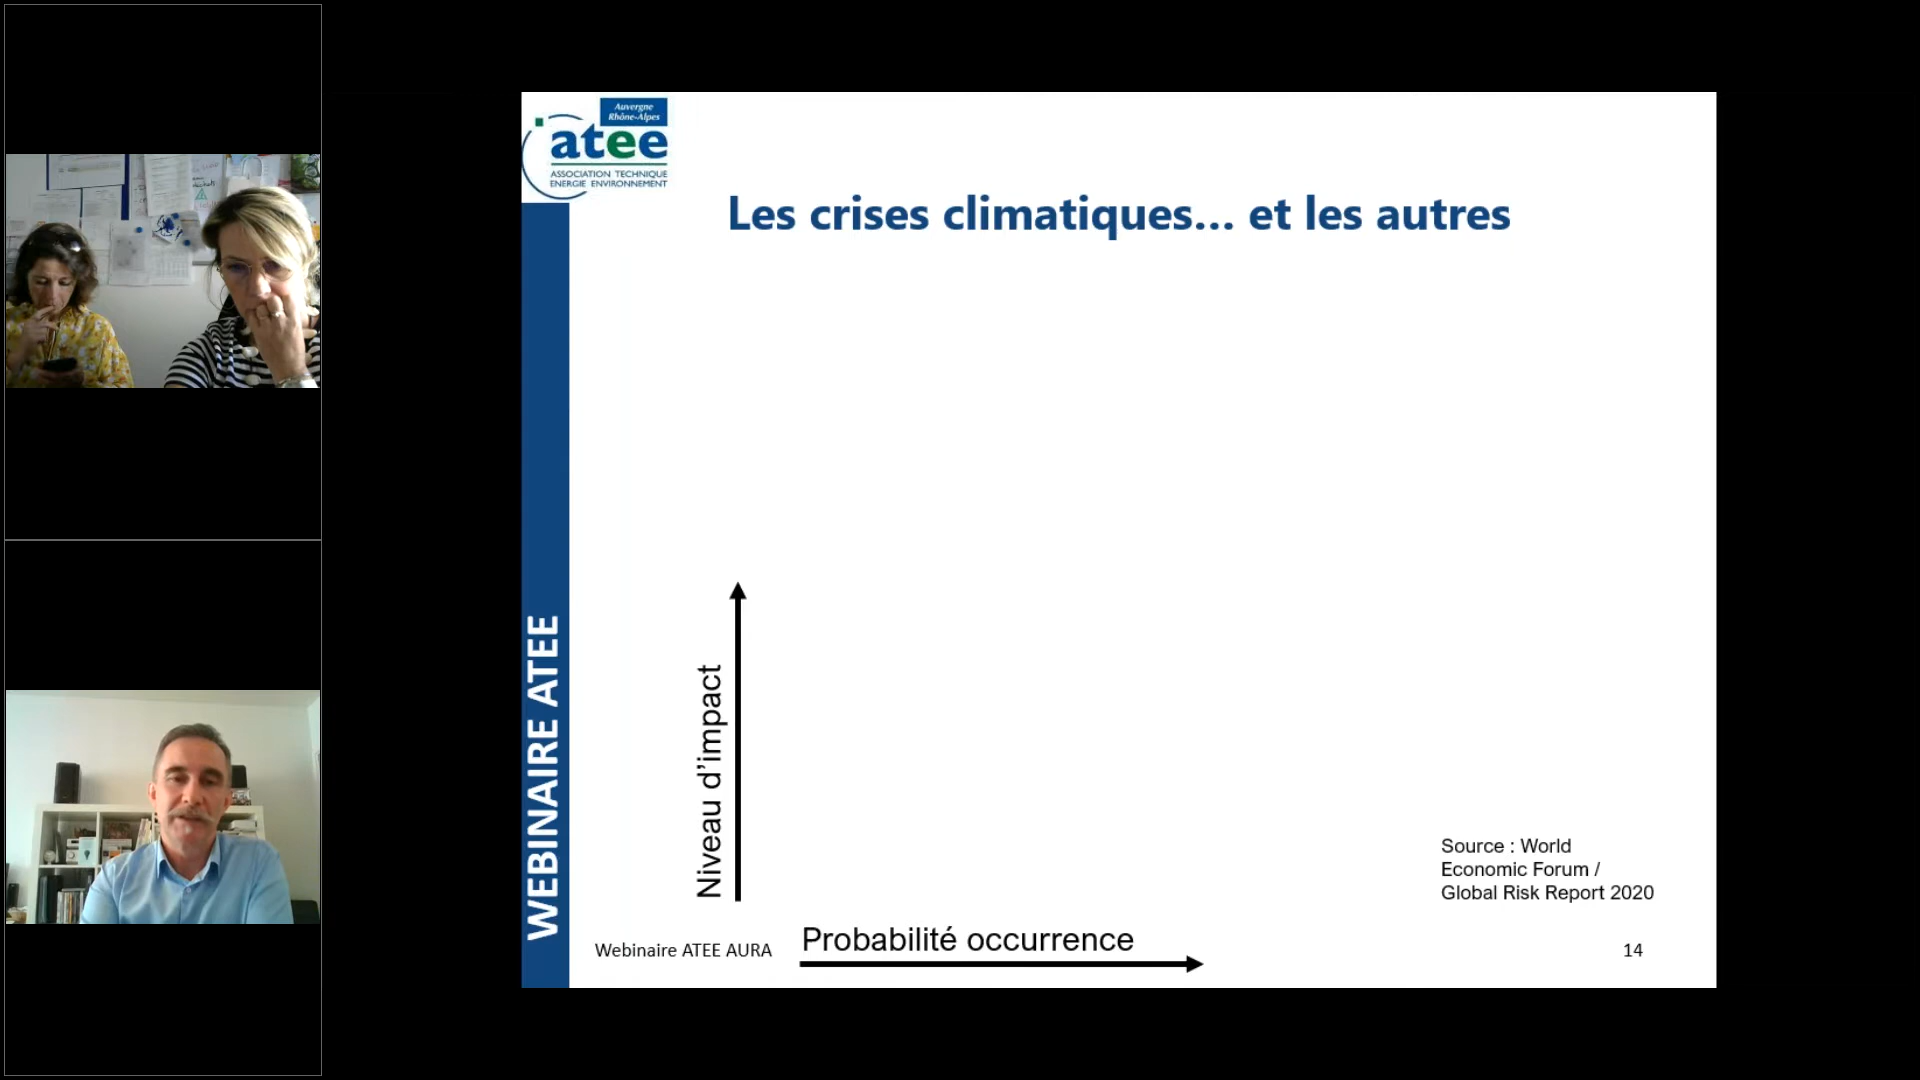 Auvergne
Rhône-Alpes
atee
ASSOCIATION TECHNIQUE
ENERGIE ENVIRONNEMENT
Les crises climatiques... et les autres
WEBINAIRE ATEE
Niveau d'impact
Source : World
Economic Forum /
Global Risk Report 2020
Probabilité occurrence
Webinaire ATEE AURA
14